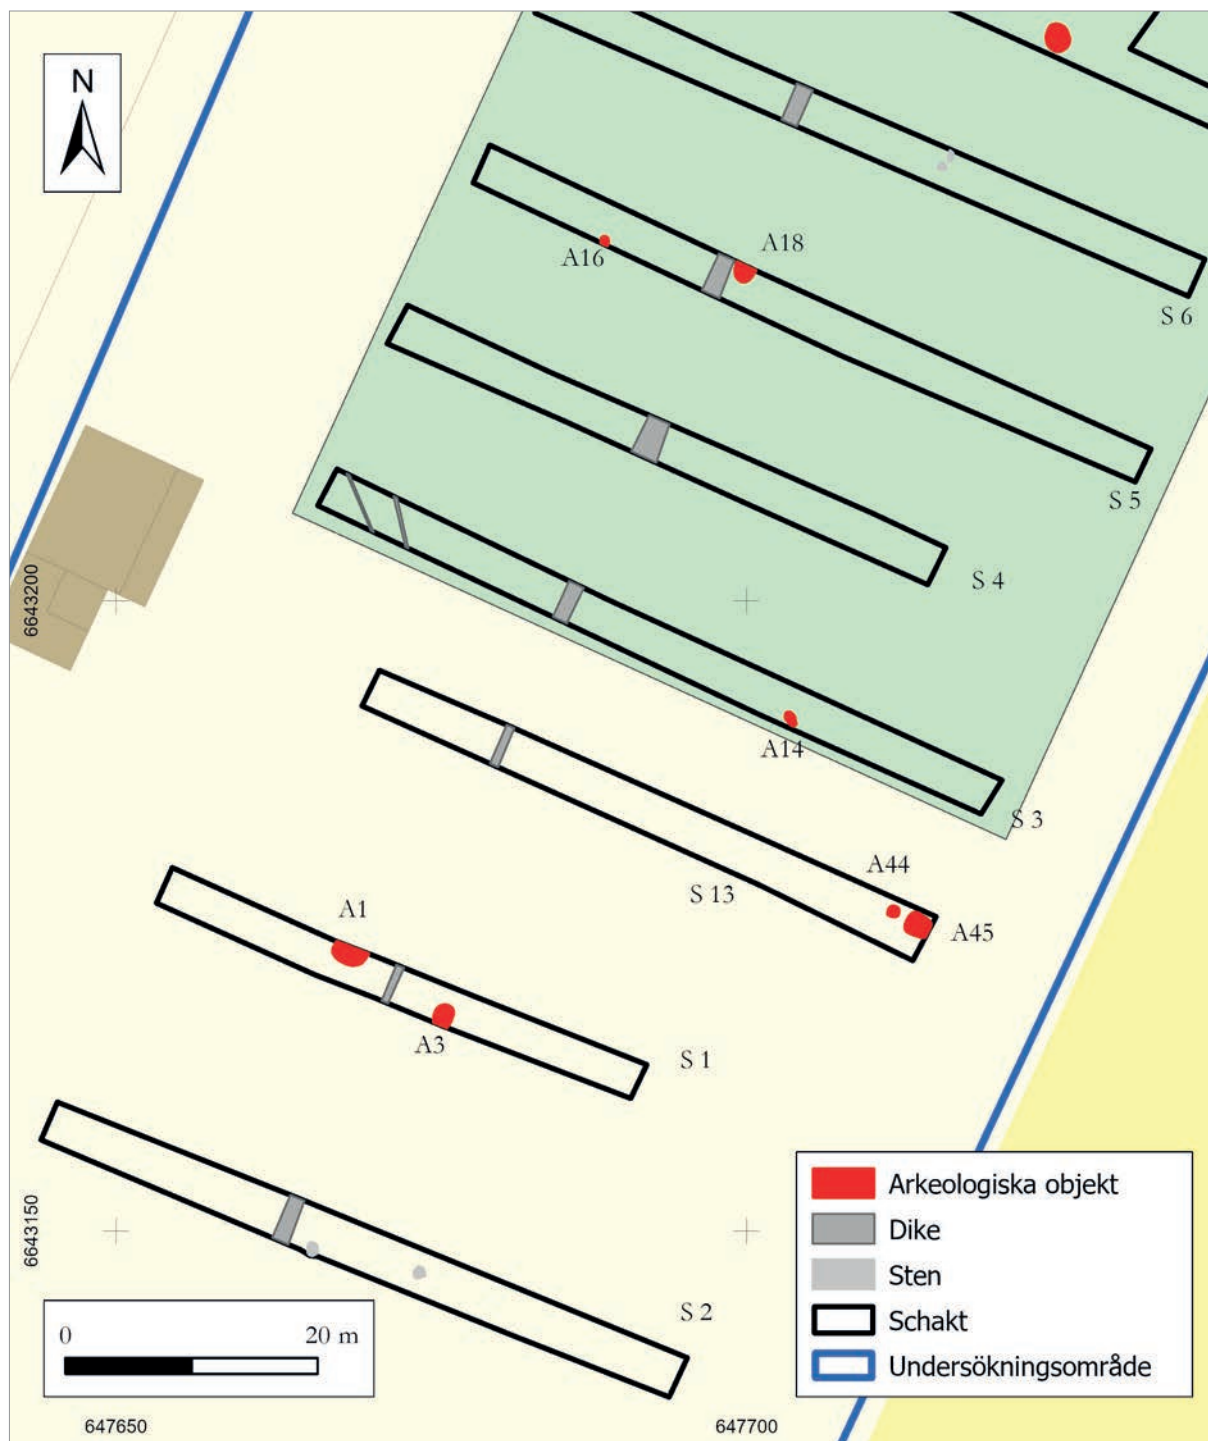 N
A18
A16
S 6
S 5
S 4
6643200
A14
S 3
A44
S 13
A1
A45
A3
S 1
Arkeologiska objekt
Dike
Sten
Schakt
Undersökningsområde
6643150
S 2
0 20 m
647650 647700